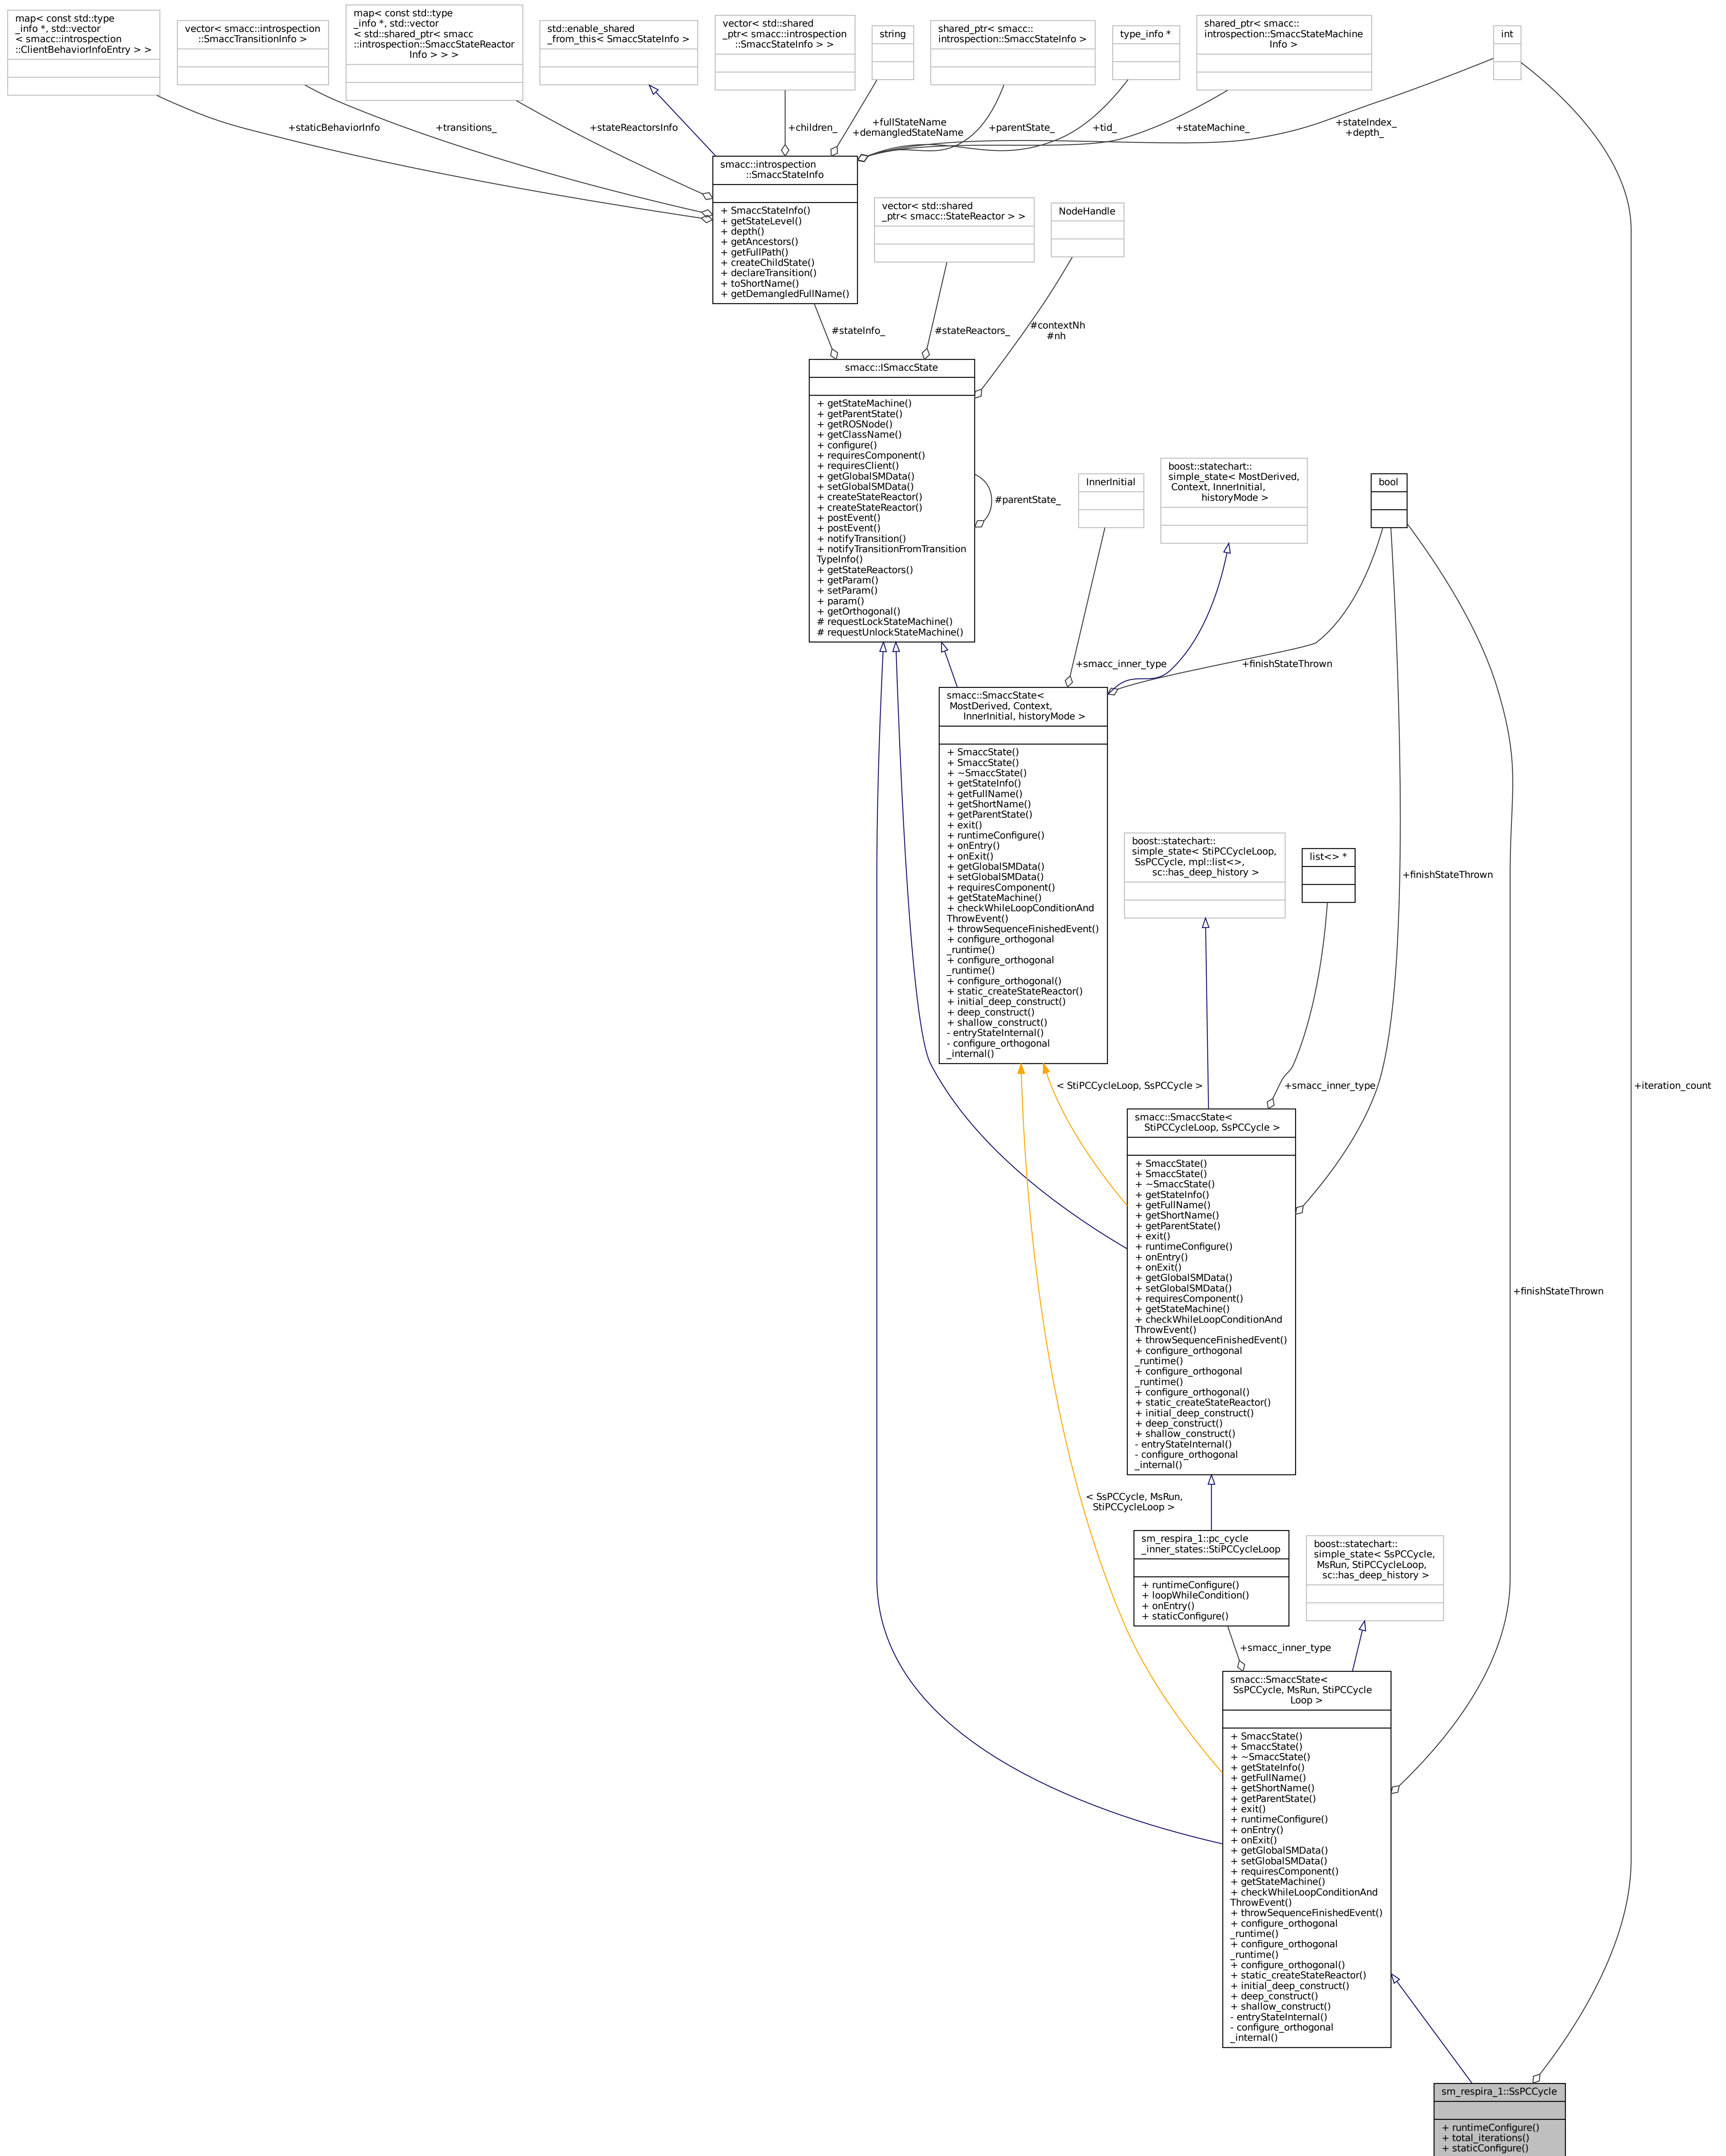 map< const std::type
_info *, std::vector
< smacc::introspection
::ClientBehaviorInfoEntry > >
vector< smacc::introspection
::SmaccTransitionInfo >
map< const std::type
_info *, std::vector
< std::shared_ptr< smacc
::introspection::SmaccStateReactor
Info > > >
std::enable_shared
_from_this< SmaccStateInfo >
vector< std::shared
_ptr< smacc::introspection
::SmaccStateInfo > >
string
shared_ptr< smacc::
introspection::SmaccStateInfo >
type_info *
shared_ptr< smacc::
introspection::SmaccStateMachine
Info >
int
+staticBehaviorInfo
+transitions_
+stateReactorsInfo
+children_
+fullStateName
+demangledStateName
+parentState_
+tid_
+stateMachine_
+stateIndex_
+depth_
smacc::introspection
::SmaccStateInfo
+ SmaccStateInfo()
+ getStateLevel()
+ depth()
+ getAncestors()
+ getFullPath()
+ createChildState()
+ declareTransition()
+ toShortName()
+ getDemangledFullName()
vector< std::shared
_ptr< smacc::StateReactor > >
NodeHandle
#stateInfo_
#stateReactors_
#contextNh
#nh
smacc::ISmaccState
+ getStateMachine()
+ getParentState()
+ getROSNode()
+ getClassName()
+ configure()
+ requiresComponent()
+ requiresClient()
+ getGlobalSMData()
+ setGlobalSMData()
+ createStateReactor()
+ createStateReactor()
+ postEvent()
+ postEvent()
+ notifyTransition()
+ notifyTransitionFromTransition
TypeInfo()
+ getStateReactors()
+ getParam()
+ setParam()
+ param()
+ getOrthogonal()
# requestLockStateMachine()
# requestUnlockStateMachine()
#parentState_
InnerInitial
boost::statechart::
simple_state< MostDerived,
Context, InnerInitial,
historyMode >
bool
+smacc_inner_type
+finishStateThrown
smacc::SmaccState<
MostDerived, Context,
InnerInitial, historyMode >
+ SmaccState()
+ SmaccState()
+ ~SmaccState()
+ getStateInfo()
+ getFullName()
+ getShortName()
+ getParentState()
+ exit()
+ runtimeConfigure()
+ onEntry()
+ onExit()
+ getGlobalSMData()
+ setGlobalSMData()
+ requiresComponent()
+ getStateMachine()
+ checkWhileLoopConditionAnd
ThrowEvent()
+ throwSequenceFinishedEvent()
+ configure_orthogonal
_runtime()
+ configure_orthogonal
_runtime()
+ configure_orthogonal()
+ static_createStateReactor()
+ initial_deep_construct()
+ deep_construct()
+ shallow_construct()
- entryStateInternal()
- configure_orthogonal
_internal()
boost::statechart::
simple_state< StiPCCycleLoop,
SsPCCycle, mpl::list<>,
sc::has_deep_history >
list<> *
+finishStateThrown
< StiPCCycleLoop, SsPCCycle >
+smacc_inner_type
+iteration_count
smacc::SmaccState<
StiPCCycleLoop, SsPCCycle >
+ SmaccState()
+ SmaccState()
+ ~SmaccState()
+ getStateInfo()
+ getFullName()
+ getShortName()
+ getParentState()
+ exit()
+ runtimeConfigure()
+ onEntry()
+ onExit()
+ getGlobalSMData()
+ setGlobalSMData()
+ requiresComponent()
+ getStateMachine()
+ checkWhileLoopConditionAnd
ThrowEvent()
+ throwSequenceFinishedEvent()
+ configure_orthogonal
_runtime()
+ configure_orthogonal
_runtime()
+ configure_orthogonal()
+ static_createStateReactor()
+ initial_deep_construct()
+ deep_construct()
+ shallow_construct()
- entryStateInternal()
- configure_orthogonal
_internal()
+finishStateThrown
< SsPCCycle, MsRun,
StiPCCycleLoop >
sm_respira_1::pc_cycle
_inner_states::StiPCCycleLoop
+ runtimeConfigure()
+ loopWhileCondition()
+ onEntry()
+ staticConfigure()
boost::statechart::
simple_state< SsPCCycle,
MsRun, StiPCCycleLoop,
sc::has_deep_history >
+smacc_inner_type
smacc::SmaccState<
SsPCCycle, MsRun, StiPCCycle
Loop >
+ SmaccState()
+ SmaccState()
+ ~SmaccState()
+ getStateInfo()
+ getFullName()
+ getShortName()
+ getParentState()
+ exit()
+ runtimeConfigure()
+ onEntry()
+ onExit()
+ getGlobalSMData()
+ setGlobalSMData()
+ requiresComponent()
+ getStateMachine()
+ checkWhileLoopConditionAnd
ThrowEvent()
+ throwSequenceFinishedEvent()
+ configure_orthogonal
_runtime()
+ configure_orthogonal
_runtime()
+ configure_orthogonal()
+ static_createStateReactor()
+ initial_deep_construct()
+ deep_construct()
+ shallow_construct()
- entryStateInternal()
- configure_orthogonal
_internal()
sm_respira_1::SsPCCycle
+ runtimeConfigure()
+ total_iterations()
+ staticConfigure()